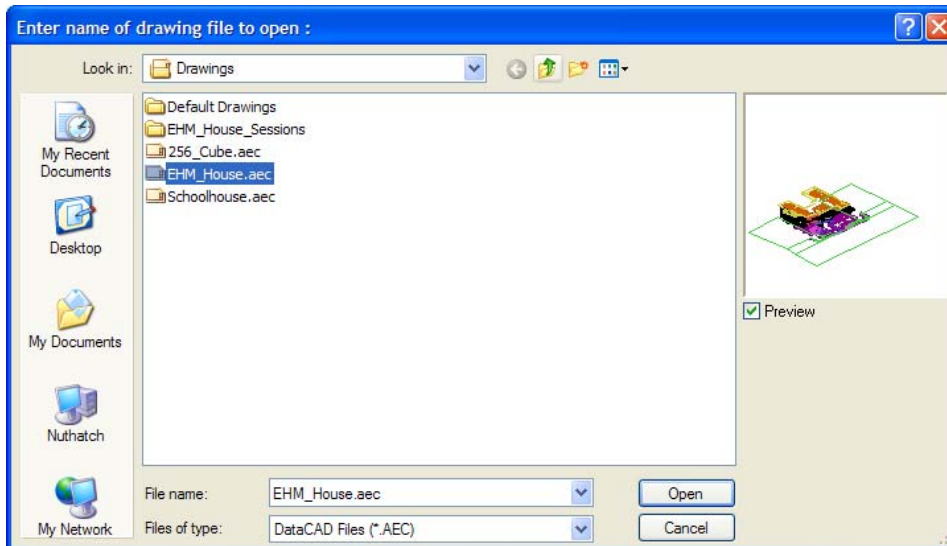 Enter name of drawing file to open :
Look in: Drawings
My Recent
Documents
Desktop
My Documents
Nuthatch
My Network
Default Drawings
EHM_House_Sessions
256_Cube.aec
EHM_House.aec
Schoolhouse.aec
Preview
File name: EHM_House.aec Open
Files of type: DataCAD Files (*.AEC) Cancel